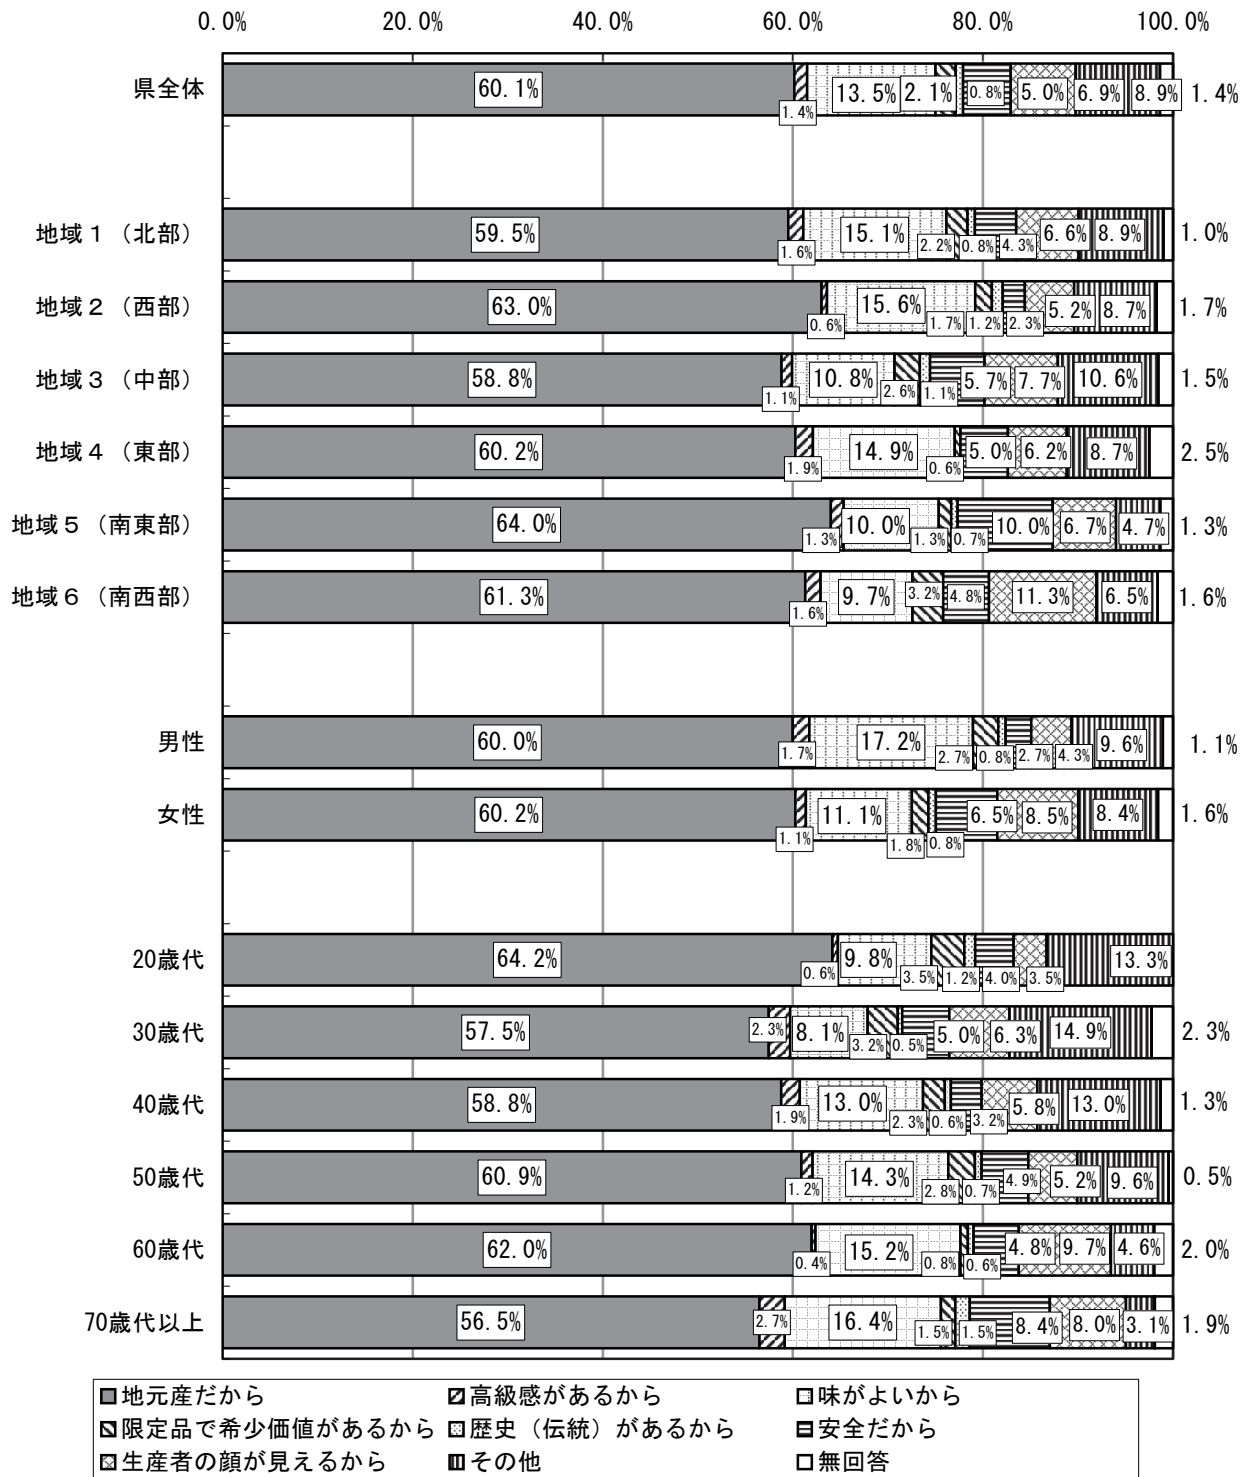 0.0% 20.0% 40.0% 60.0% 80.0% 100.0%
県全体 60.1% 1.4% 13.5% 2.1% 0.8% 5.0% 6.9% 8.9% 1.4%
地域１（北部） 59.5% 1.6% 15.1% 2.2% 0.8% 4.3% 6.6% 8.9% 1.0%
地域２（西部） 63.0% 0.6% 15.6% 1.7% 1.2% 2.3% 5.2% 8.7% 1.7%
地域３（中部） 58.8% 1.1% 10.8% 2.6% 1.1% 5.7% 7.7% 10.6% 1.5%
地域４（東部） 60.2% 1.9% 14.9% 0.6% 5.0% 6.2% 8.7% 2.5%
地域５（南東部） 64.0% 1.3% 10.0% 1.3% 0.7% 10.0% 6.7% 4.7% 1.3%
地域６（南西部） 61.3% 1.6% 9.7% 3.2% 4.8% 11.3% 6.5% 1.6%
男性 60.0% 1.7% 17.2% 2.7% 0.8% 2.7% 4.3% 9.6% 1.1%
女性 60.2% 1.1% 11.1% 1.8% 0.8% 6.5% 8.5% 8.4% 1.6%
20歳代 64.2% 0.6% 9.8% 3.5% 1.2% 4.0% 3.5% 13.3%
30歳代 57.5% 2.3% 8.1% 3.2% 0.5% 5.0% 6.3% 14.9% 2.3%
40歳代 58.8% 1.9% 13.0% 2.3% 0.6% 3.2% 5.8% 13.0% 1.3%
50歳代 60.9% 1.2% 14.3% 2.8% 0.7% 4.9% 5.2% 9.6% 0.5%
60歳代 62.0% 0.4% 15.2% 0.8% 0.6% 4.8% 9.7% 4.6% 2.0%
70歳代以上 56.5% 2.7% 16.4% 1.5% 1.5% 8.4% 8.0% 3.1% 1.9%
地元産だから 高級感があるから 味がよいから
限定品で希少価値があるから 歴史（伝統）があるから 安全だから
生産者の顔が見えるから その他 無回答